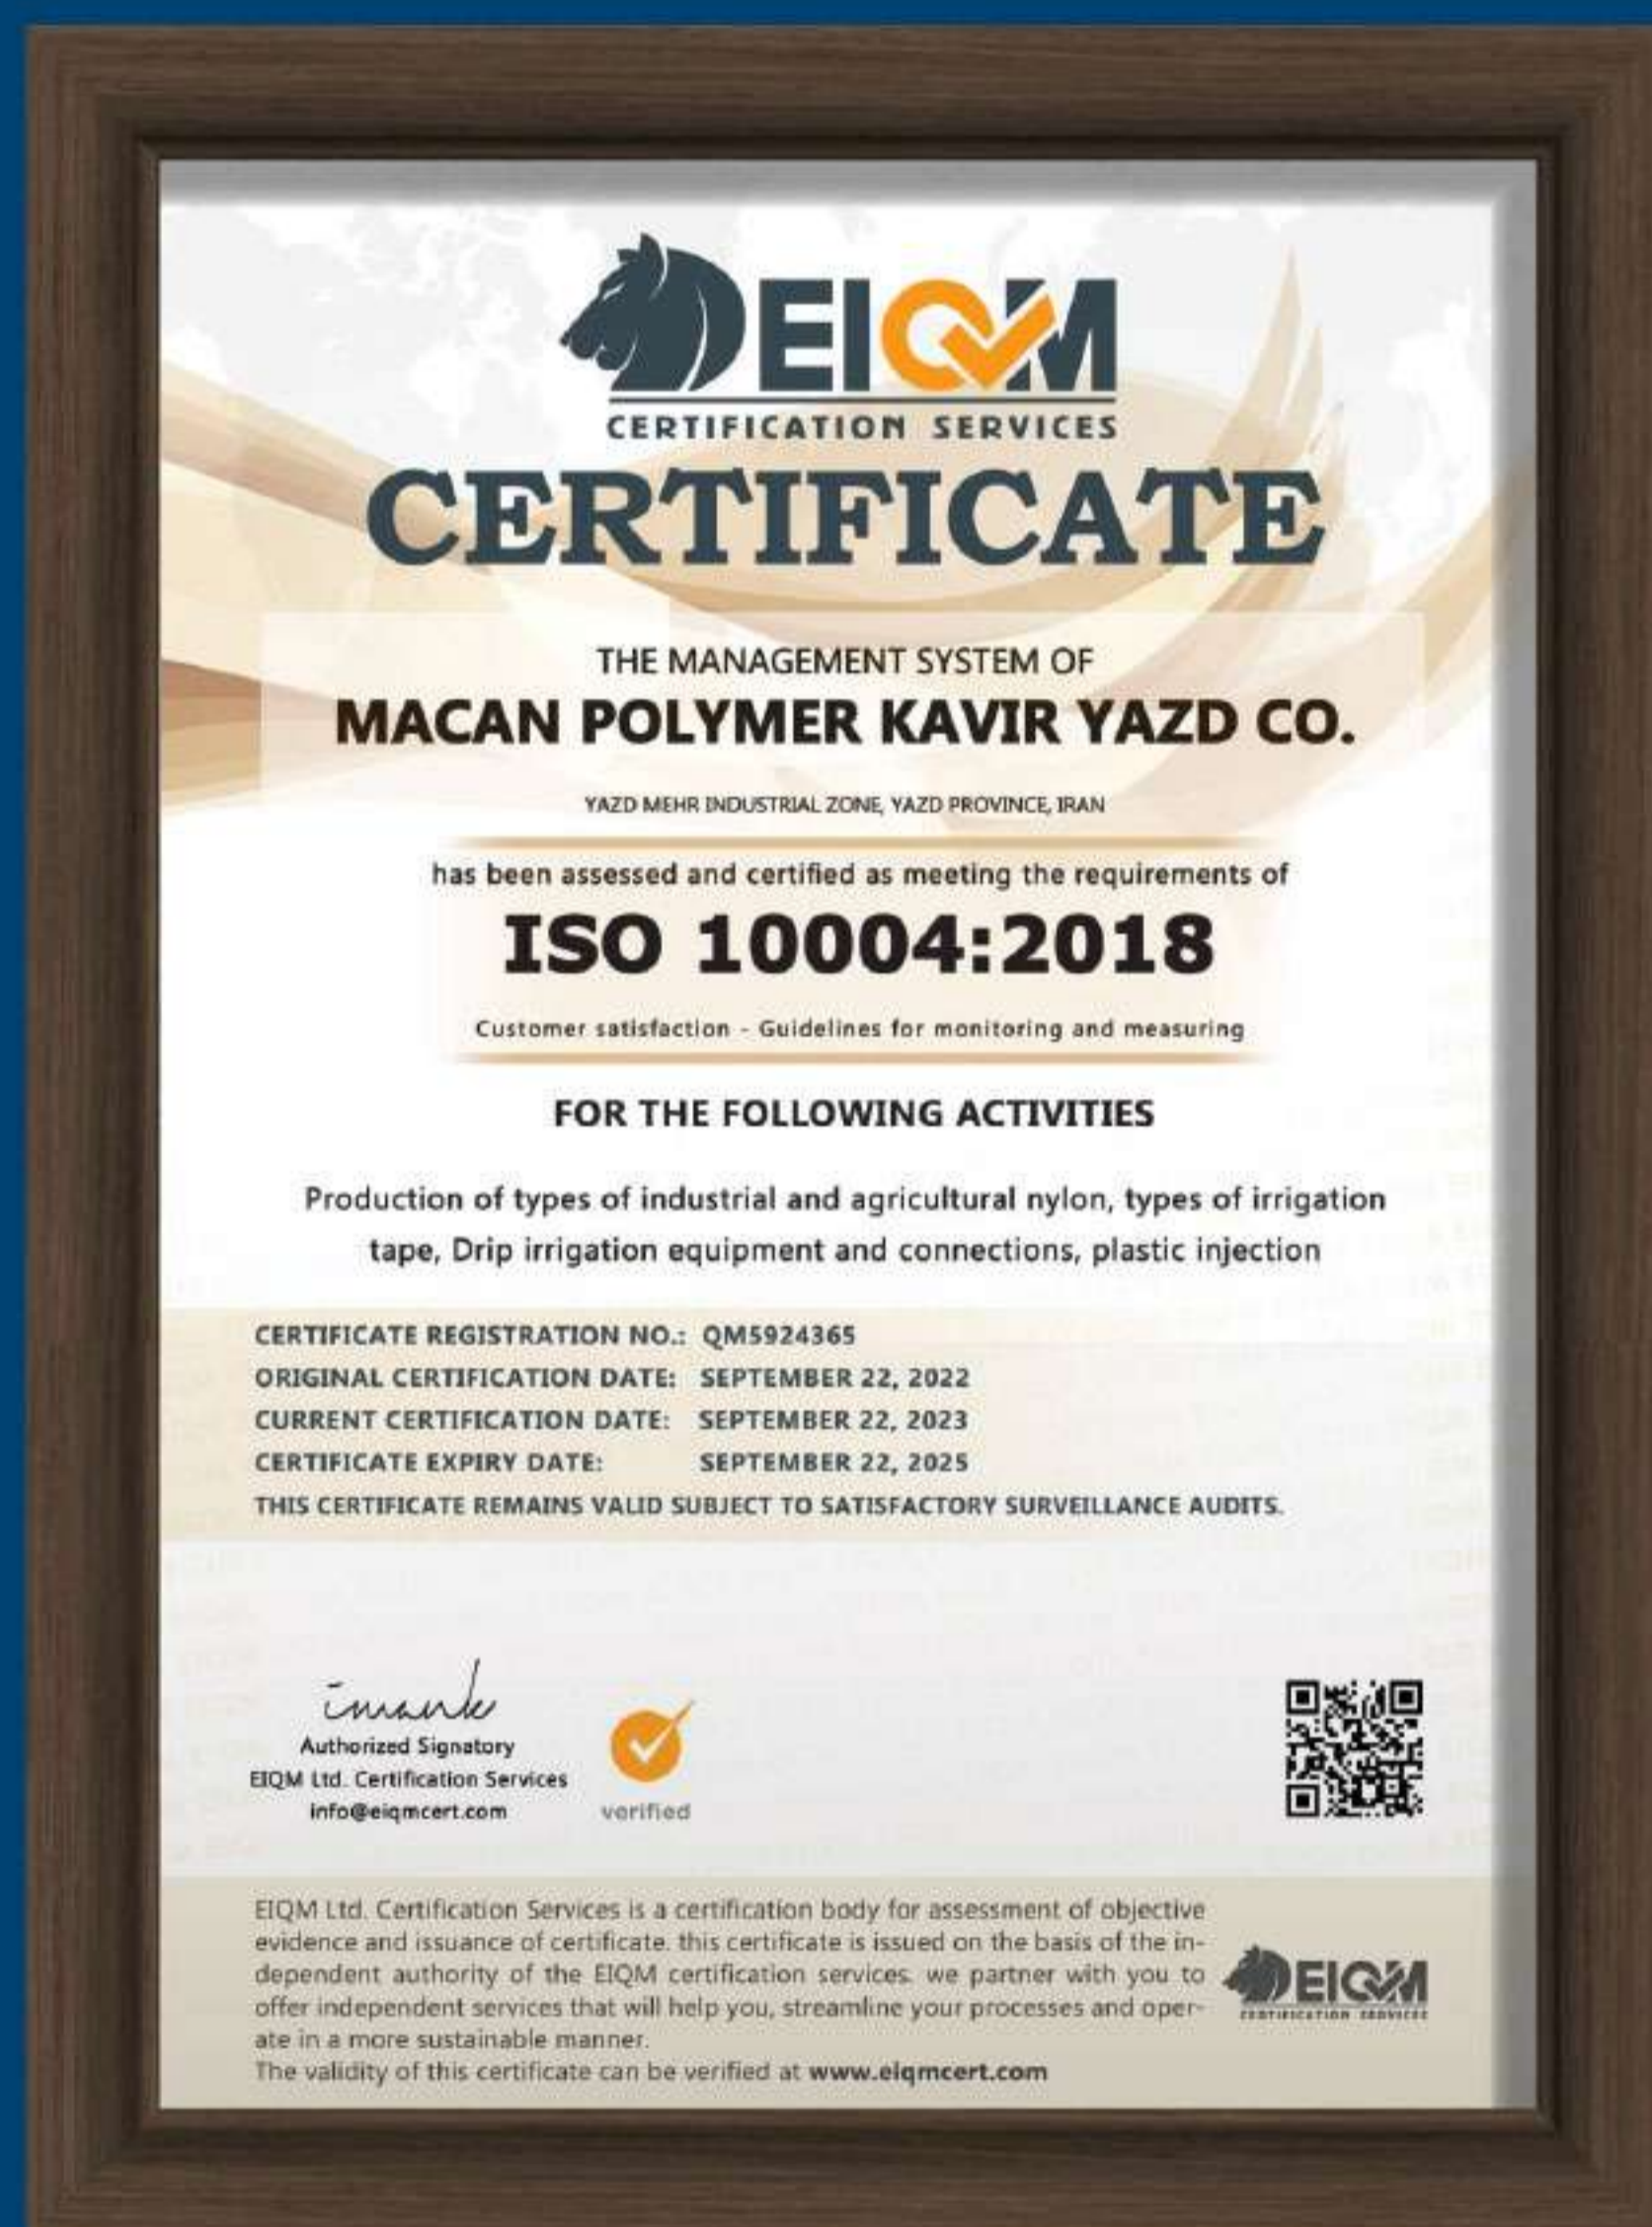 EIQM
CERTIFICATION SERVICES
CERTIFICATE
THE MANAGEMENT SYSTEM OF
MACAN POLYMER KAVIR YAZD CO.
YAZD MEHR INDUSTRIAL ZONE, YAZD PROVINCE, IRAN
has been assessed and certified as meeting the requirements of
ISO 10004:2018
Customer satisfaction - Guidelines for monitoring and measuring
FOR THE FOLLOWING ACTIVITIES
Production of types of industrial and agricultural nylon, types of irrigation
tape, Drip irrigation equipment and connections, plastic injection
CERTIFICATE REGISTRATION NO.: QM5924365
ORIGINAL CERTIFICATION DATE: SEPTEMBER 22, 2022
CURRENT CERTIFICATION DATE: SEPTEMBER 22, 2023
CERTIFICATE EXPIRY DATE: SEPTEMBER 22, 2025
THIS CERTIFICATE REMAINS VALID SUBJECT TO SATISFACTORY SURVEILLANCE AUDITS.
Authorized Signatory
EIQM Ltd. Certification Services
info@eiqmcert.com
verified
EIQM Ltd. Certification Services is a certification body for assessment of objective
evidence and issuance of certificate. this certificate is issued on the basis of the in-
dependent authority of the EIQM certification services. we partner with you to
offer independent services that will help you, streamline your processes and oper-
ate in a more sustainable manner.
The validity of this certificate can be verified at www.eiqmcert.com
EIQM
CERTIFICATION SERVICES